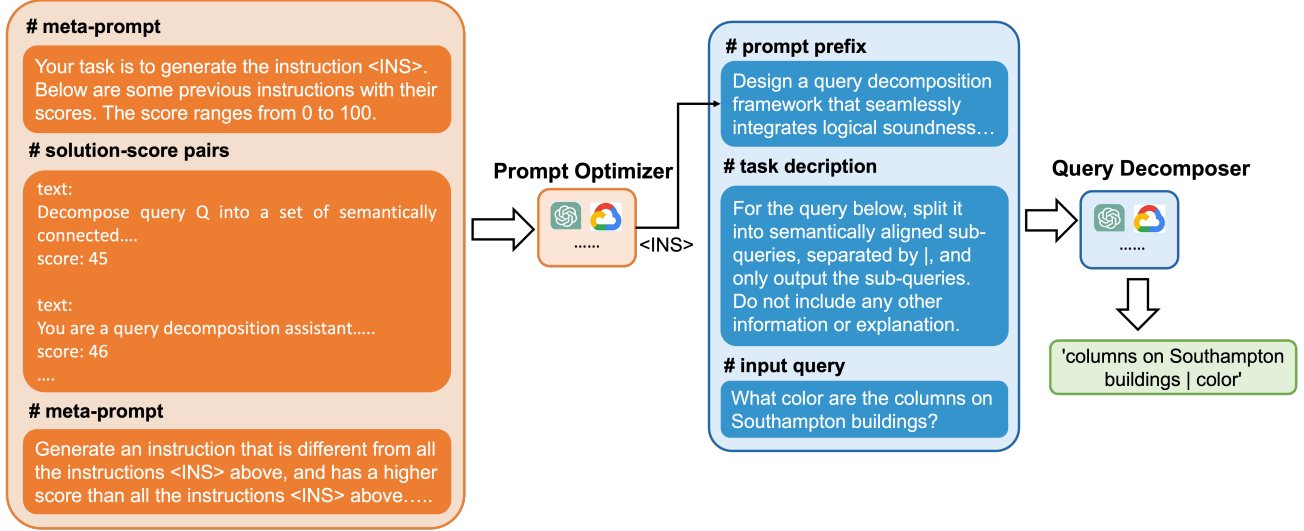 # meta-prompt
Your task is to generate the instruction <INS>.
Below are some previous instructions with their
scores. The score ranges from 0 to 100.
# solution-score pairs
text:
Decompose query Q into a set of semantically
connected....
score: 45
text:
You are a query decomposition assistant.....
score: 46
....
# meta-prompt
Generate an instruction that is different from all
the instructions <INS> above, and has a higher
score than all the instructions <INS> above…..
Prompt Optimizer
......
<INS>
# prompt prefix
Design a query decomposition
framework that seamlessly
integrates logical soundness…
# task decription
For the query below, split it
into semantically aligned sub-
queries, separated by |, and
only output the sub-queries.
Do not include any other
information or explanation.
# input query
What color are the columns on
Southampton buildings?
Query Decomposer
......
'columns on Southampton
buildings | color'